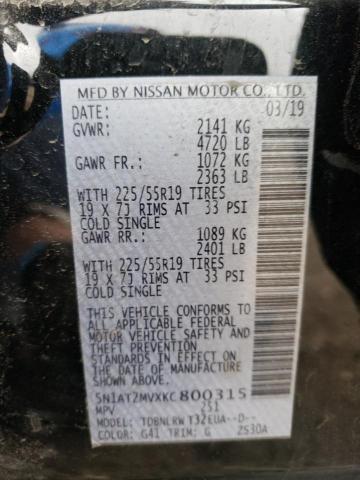 MFD BY NISSAN MOTOR CO., LTD.
DATE: 03/19
GVWR: 2141 KG
4720 LB
GAWR FR.: 1072 KG
2363 LB
WITH 225/55R19 TIRES
19 X 7J RIMS AT 33 PSI
COLD SINGLE
GAWR RR.: 1089 KG
2401 LB
WITH 225/55R19 TIRES
19 X 7J RIMS AT 33 PSI
COLD SINGLE
THIS VEHICLE CONFORMS TO
ALL APPLICABLE FEDERAL
MOTOR VEHICLE SAFETY
STANDARDS IN EFFECT ON
THE DATE OF MANUFACTURE
SHOWN ABOVE.
5N1AT2MVXKC800315
MPV 251
MODEL: TDBNLRW T32EUA--D--
COLOR: G41 TRIM: G 2530A